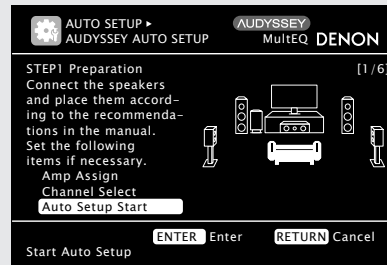 AUTO SETUP ▸
AUDYSSEY AUTO SETUP
AUDYSSEY
MultEQ DENON
STEP1 Preparation
[1/6]
Connect the speakers
and place them accord-
ing to the recommenda-
tions in the manual.
Set the following
items if necessary.
Amp Assign
Channel Select
Auto Setup Start
ENTER Enter
RETURN Cancel
Start Auto Setup